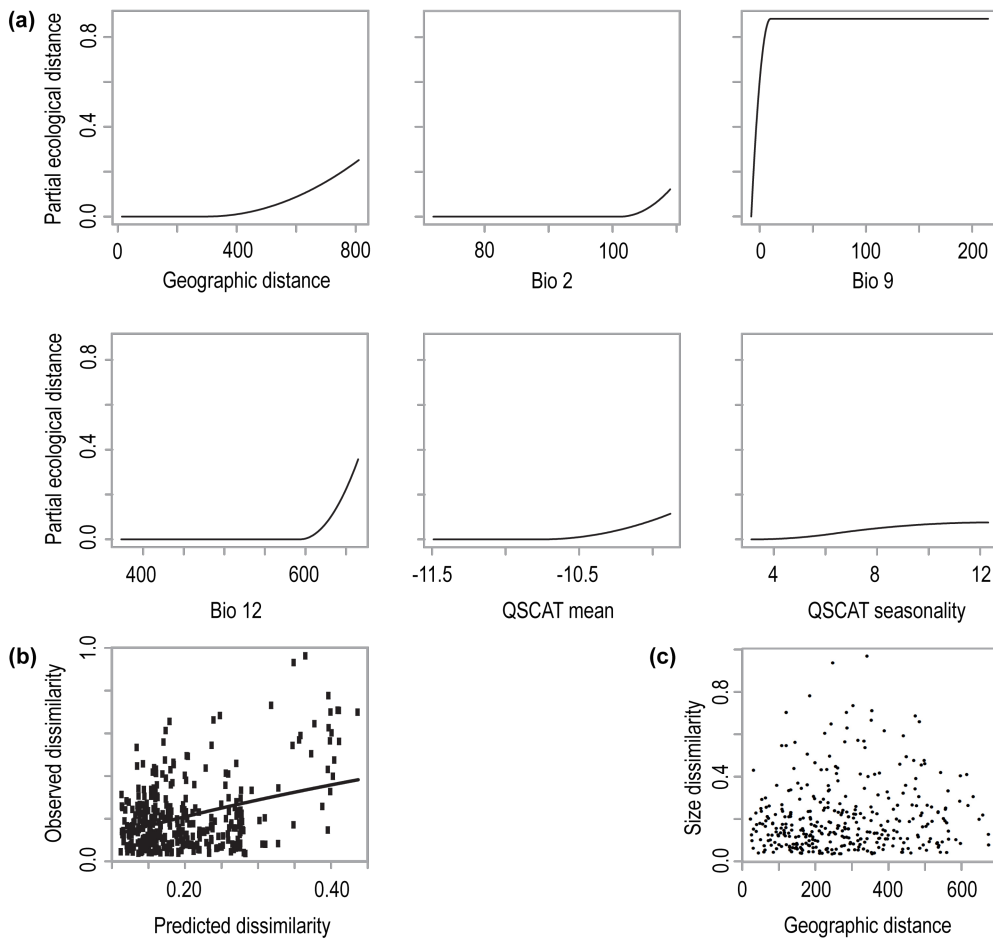 (a)
Partial ecological distance
0.8
0.4
0.0
0 400 800
Geographic distance
80 100
Bio 2
0 100 200
Bio 9
Partial ecological distance
0.8
0.4
0.0
400 600
Bio 12
-11.5 -10.5
QSCAT mean
4 8 12
QSCAT seasonality
(b)
Observed dissimilarity
1.0
0.0
0.20 0.40
Predicted dissimilarity
(c)
Size dissimilarity
0.8
0.4
0.0
0 200 400 600
Geographic distance